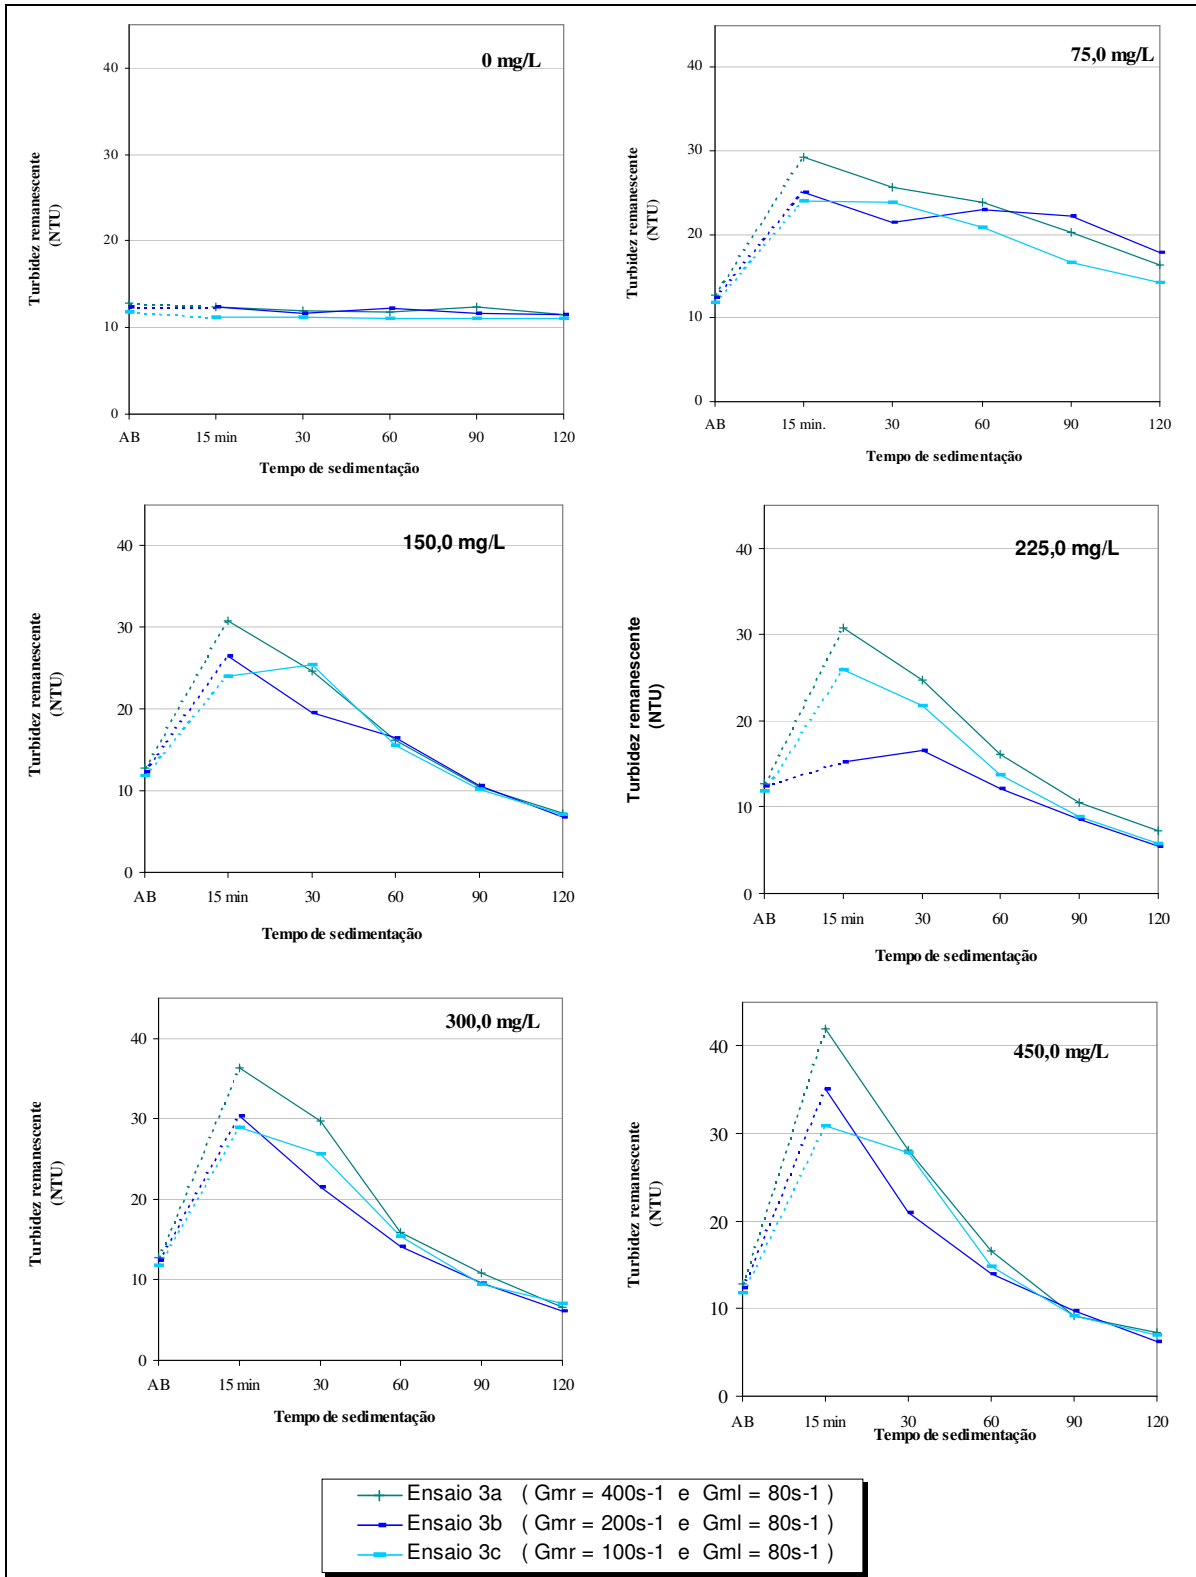 0 mg/L
40
30
20
10
0
Turbidez remanescente
(NTU)
AB 15 min 30 60 90 120
Tempo de sedimentação
75,0 mg/L
40
30
20
10
0
Turbidez remanescente
(NTU)
AB 15 min. 30 60 90 120
Tempo de sedimentação
150,0 mg/L
40
30
20
10
0
Turbidez remanescente
(NTU)
AB 15 min 30 60 90 120
Tempo de sedimentação
225,0 mg/L
40
30
20
10
0
Turbidez remanescente
(NTU)
AB 15 min 30 60 90 120
Tempo de sedimentação
300,0 mg/L
40
30
20
10
0
Turbidez remanescente
(NTU)
AB 15 min 30 60 90 120
Tempo de sedimentação
450,0 mg/L
40
30
20
10
0
Turbidez remanescente
(NTU)
AB 15 min 30 60 90 120
Tempo de sedimentação
Ensaio 3a ( Gmr = 400s-1 e Gml = 80s-1 )
Ensaio 3b ( Gmr = 200s-1 e Gml = 80s-1 )
Ensaio 3c ( Gmr = 100s-1 e Gml = 80s-1 )